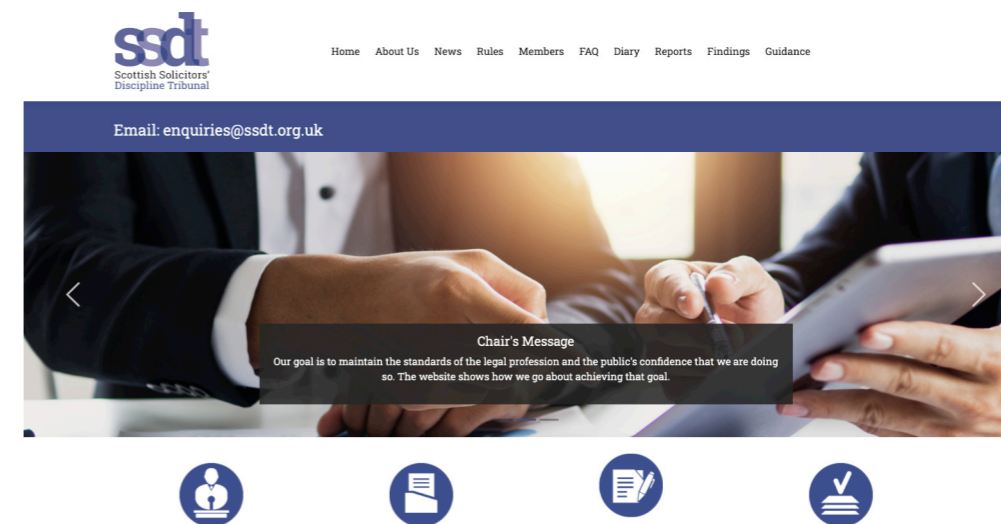 ssdt
Scottish Solicitors'
Discipline Tribunal
Home About Us News Rules Members FAQ Diary Reports Findings Guidance
Email: enquiries@ssdt.org.uk
Chair's Message
Our goal is to maintain the standards of the legal profession and the public's confidence that we are doing
so. The website shows how we go about achieving that goal.